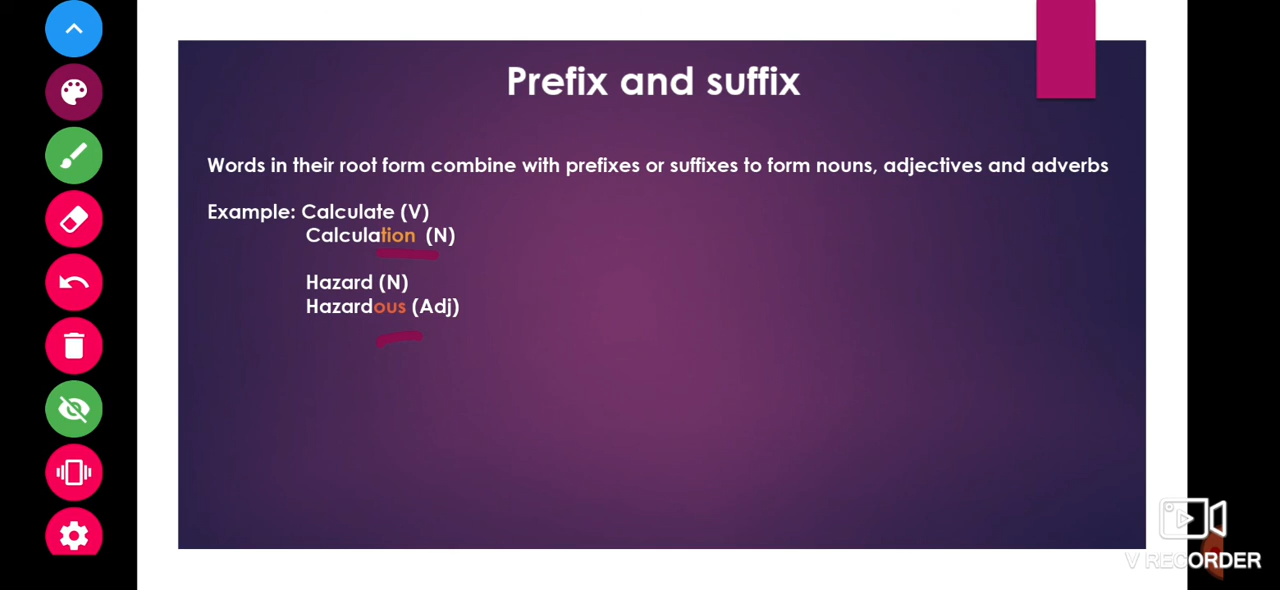 Prefix and suffix
Words in their root form combine with prefixes or suffixes to form nouns, adjectives and adverbs
Example: Calculate (V)
Calculation (N)
Hazard (N)
Hazardous (Adj)
V RECORDER